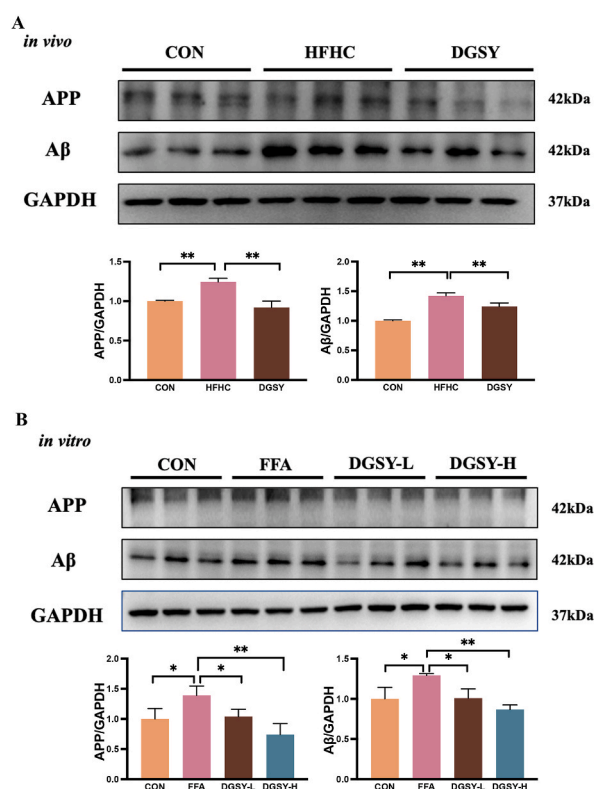 A
in vivo
CON HFHC DGSY
APP 42kDa
Aβ 42kDa
GAPDH 37kDa
** **
APP/GAPDH
1.5
1.0
0.5
0.0
CON HFHC DGSY
** **
Aβ/GAPDH
2.0
1.5
1.0
0.5
0.0
CON HFHC DGSY
B
in vitro
CON FFA DGSY-L DGSY-H
APP 42kDa
Aβ 42kDa
GAPDH 37kDa
**
* *
APP/GAPDH
2.0
1.5
1.0
0.5
0.0
CON FFA DGSY-L DGSY-H
**
* *
Aβ/GAPDH
1.5
1.0
0.5
0.0
CON FFA DGSY-L DGSY-H